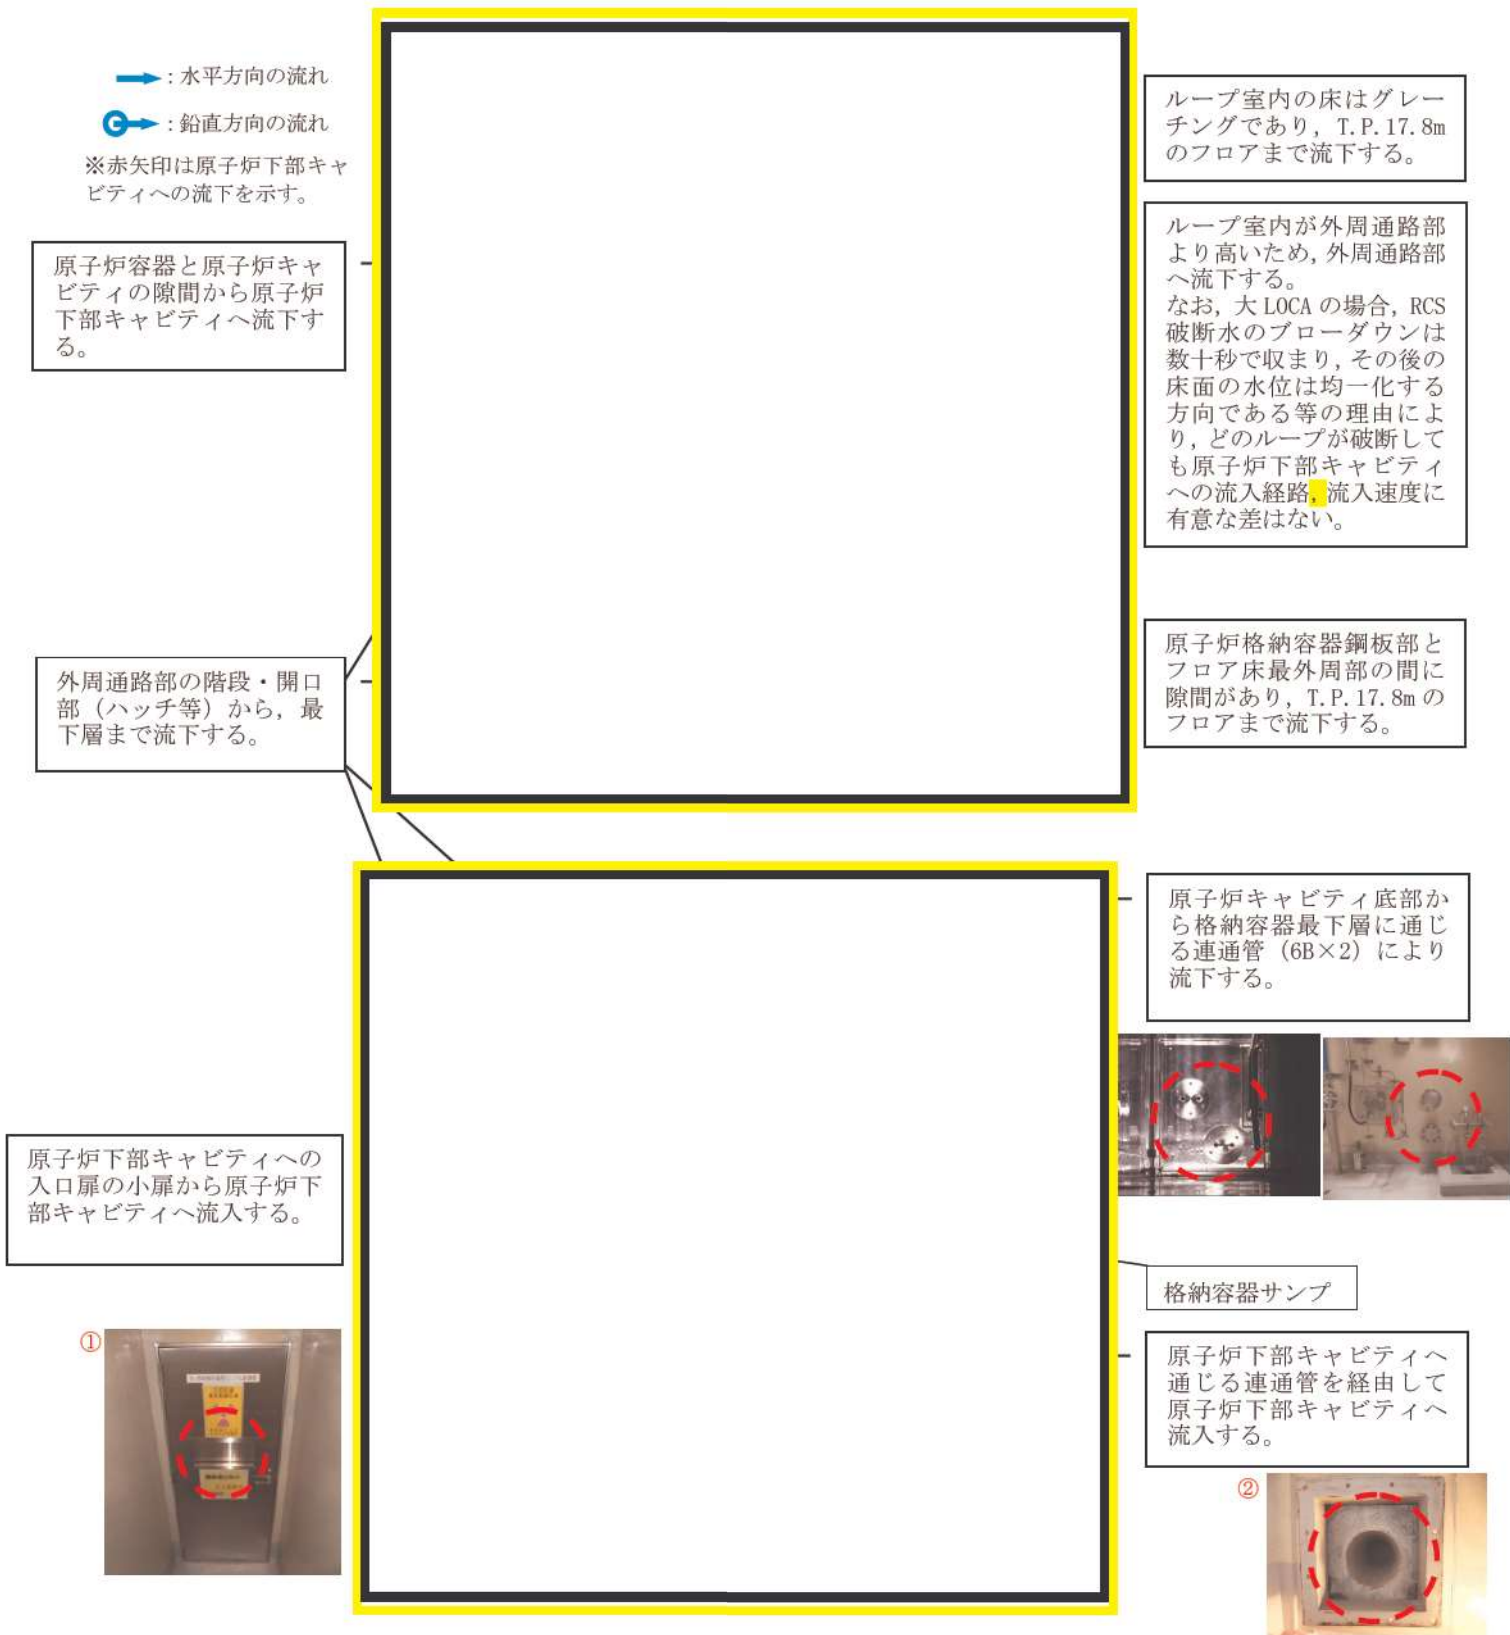 ：水平方向の流れ
：鉛直方向の流れ
※赤矢印は原子炉下部キャ
ビティへの流下を示す。
原子炉容器と原子炉キャ
ビティの隙間から原子炉
下部キャビティへ流下す
る。
外周通路部の階段・開口
部（ハッチ等）から，最
下層まで流下する。
原子炉下部キャビティへの
入口扉の小扉から原子炉下
部キャビティへ流入する。
①
ループ室内の床はグレー
チングであり，T.P.17.8m
のフロアまで流下する。
ループ室内が外周通路部
より高いため，外周通路部
へ流下する。
なお，大 LOCA の場合，RCS
破断水のブローダウンは
数十秒で収まり，その後の
床面の水位は均一化する
方向である等の理由によ
り，どのループが破断して
も原子炉下部キャビティ
への流入経路，流入速度に
有意な差はない。
原子炉格納容器鋼板部と
フロア床最外周部の間に
隙間があり，T.P.17.8m の
フロアまで流下する。
原子炉キャビティ底部か
ら格納容器最下層に通じ
る連通管（6B×2）により
流下する。
格納容器サンプ
原子炉下部キャビティへ
通じる連通管を経由して
原子炉下部キャビティへ
流入する。
②